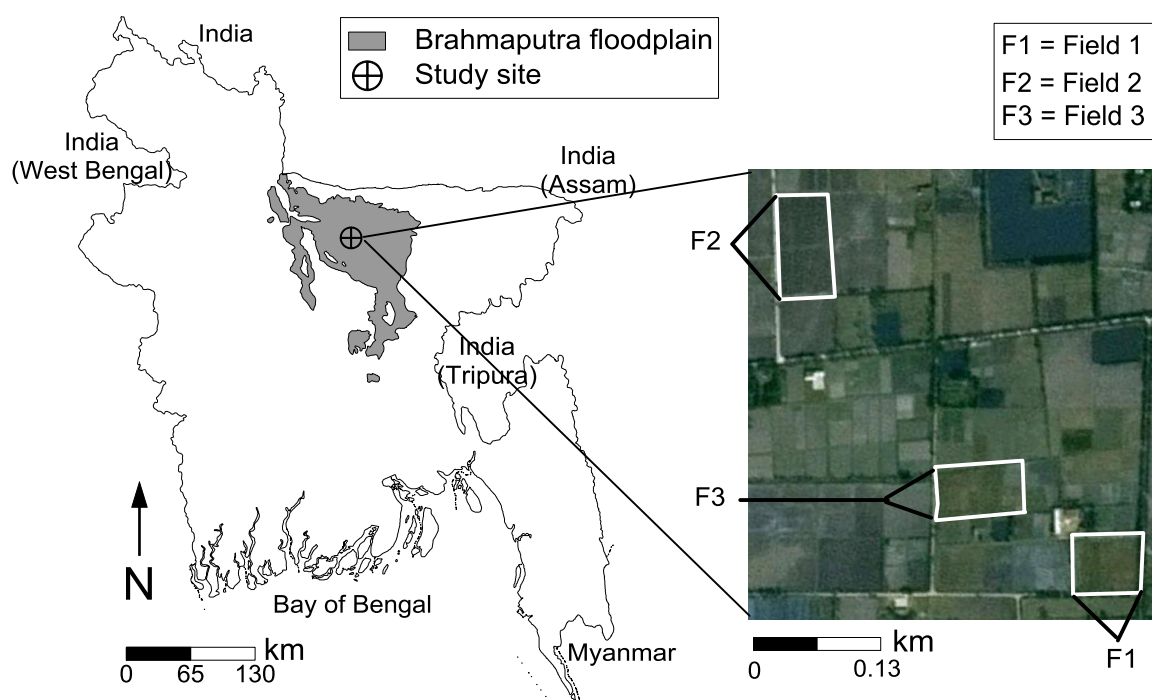 India
Brahmaputra floodplain
Study site
F1 = Field 1
F2 = Field 2
F3 = Field 3
India
(West Bengal)
India
(Assam)
F2
India
(Tripura)
F3
N
Bay of Bengal
km
0 65 130
Myanmar
km
0 0.13
F1